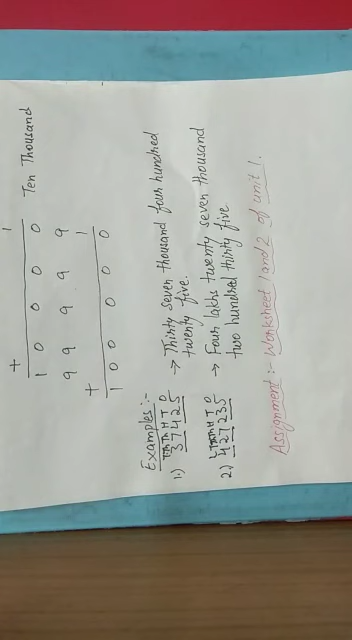 + 1
1 0 0 0 0 Ten Thousand
9 9 9 9 9
+ 1
1 0 0 0 0 0
Examples :-
TTh Th H T O
1.) 3 7 4 2 5 → Thirty seven thousand four hundred
twenty five.
L TTh Th H T O
2) 4 2 7 2 3 5 → Four lakhs twenty seven thousand
two hundred thirty five
Assignment :- Worksheet 1 and 2 of unit 1.